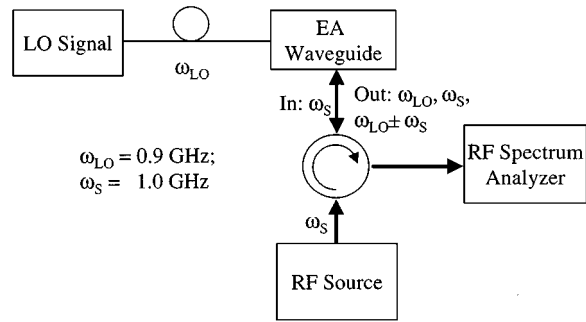 LO Signal
ω_LO
EA
Waveguide
In: ω_S
Out: ω_LO, ω_S,
ω_LO± ω_S
ω_LO = 0.9 GHz;
ω_S = 1.0 GHz
RF Spectrum
Analyzer
ω_S
RF Source